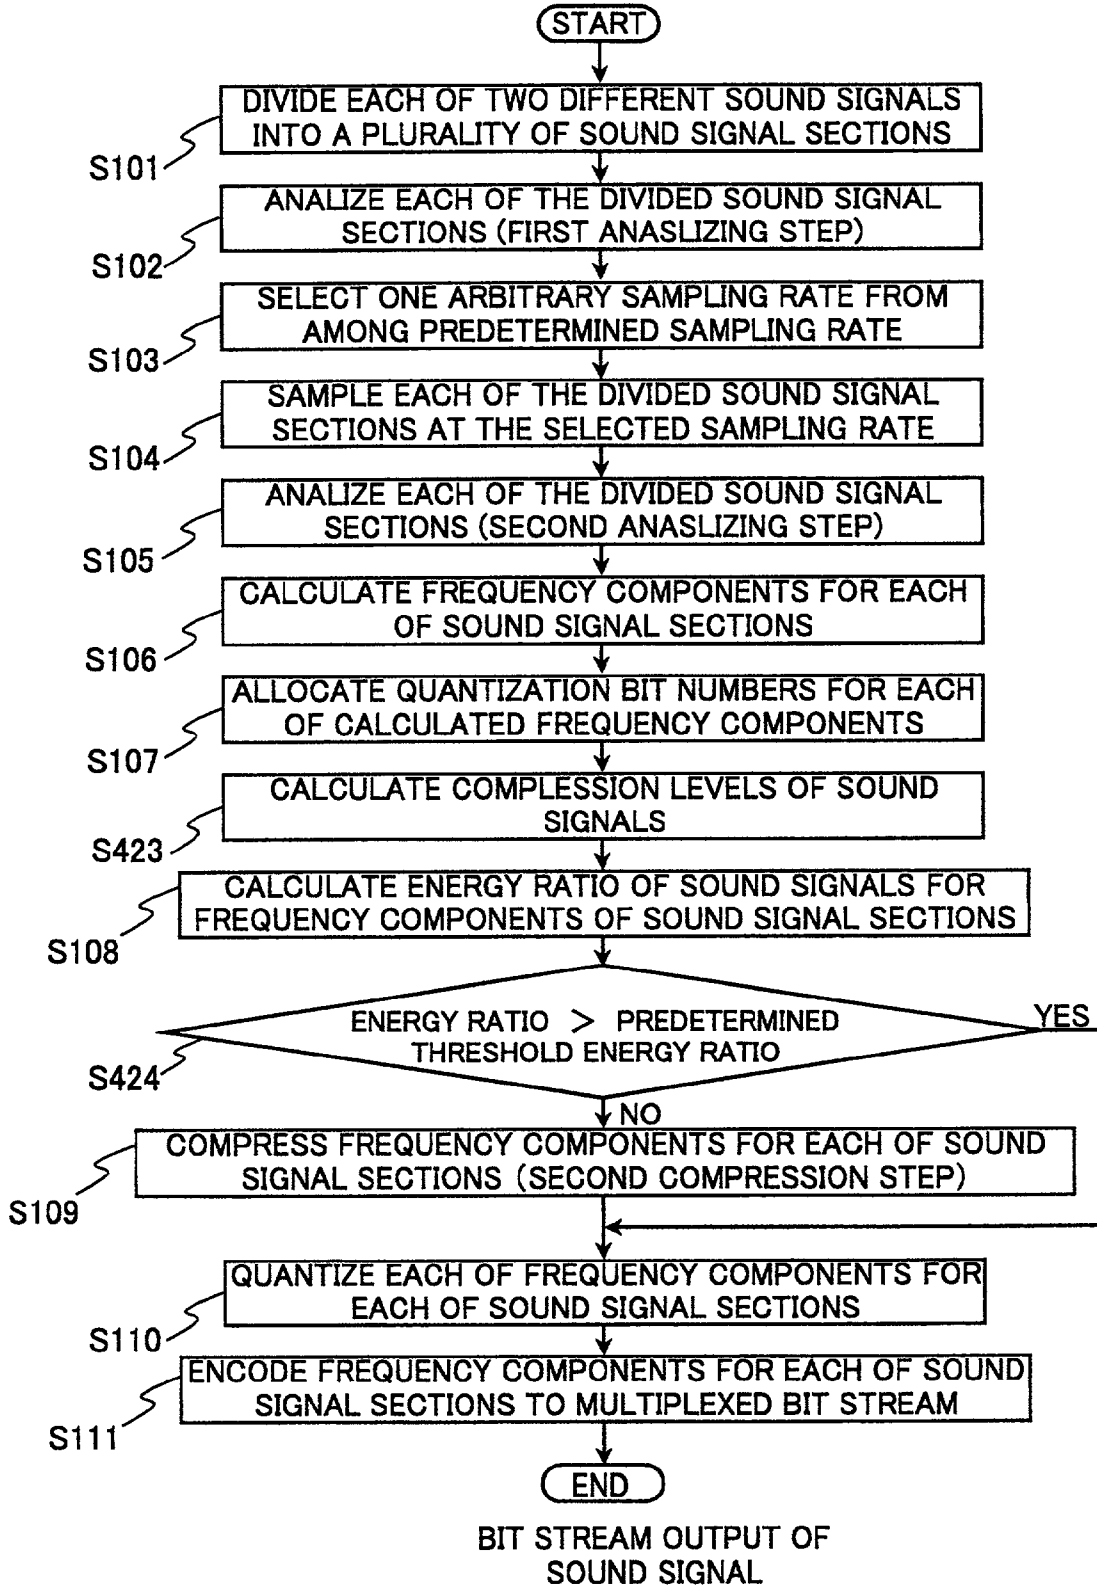 START
DIVIDE EACH OF TWO DIFFERENT SOUND SIGNALS
INTO A PLURALITY OF SOUND SIGNAL SECTIONS
S101
ANALIZE EACH OF THE DIVIDED SOUND SIGNAL
SECTIONS (FIRST ANASLIZING STEP)
S102
SELECT ONE ARBITRARY SAMPLING RATE FROM
AMONG PREDETERMINED SAMPLING RATE
S103
SAMPLE EACH OF THE DIVIDED SOUND SIGNAL
SECTIONS AT THE SELECTED SAMPLING RATE
S104
ANALIZE EACH OF THE DIVIDED SOUND SIGNAL
SECTIONS (SECOND ANASLIZING STEP)
S105
CALCULATE FREQUENCY COMPONENTS FOR EACH
OF SOUND SIGNAL SECTIONS
S106
ALLOCATE QUANTIZATION BIT NUMBERS FOR EACH
OF CALCULATED FREQUENCY COMPONENTS
S107
CALCULATE COMPLESSION LEVELS OF SOUND
SIGNALS
S423
CALCULATE ENERGY RATIO OF SOUND SIGNALS FOR
FREQUENCY COMPONENTS OF SOUND SIGNAL SECTIONS
S108
ENERGY RATIO > PREDETERMINED
THRESHOLD ENERGY RATIO
YES
S424
NO
COMPRESS FREQUENCY COMPONENTS FOR EACH OF SOUND
SIGNAL SECTIONS (SECOND COMPRESSION STEP)
S109
QUANTIZE EACH OF FREQUENCY COMPONENTS FOR
EACH OF SOUND SIGNAL SECTIONS
S110
ENCODE FREQUENCY COMPONENTS FOR EACH OF SOUND
SIGNAL SECTIONS TO MULTIPLEXED BIT STREAM
S111
END
BIT STREAM OUTPUT OF
SOUND SIGNAL